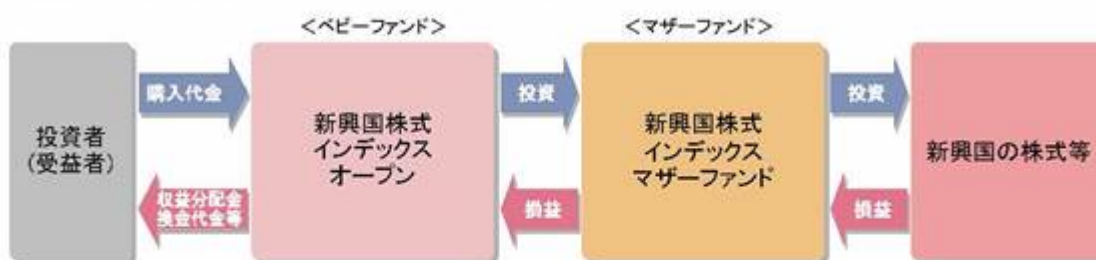 ＜ベビーファンド＞
＜マザーファンド＞
投資者
(受益者)
購入代金
収益分配金
換金代金等
新興国株式
インデックス
オープン
投資
損益
新興国株式
インデックス
マザーファンド
投資
損益
新興国の株式等